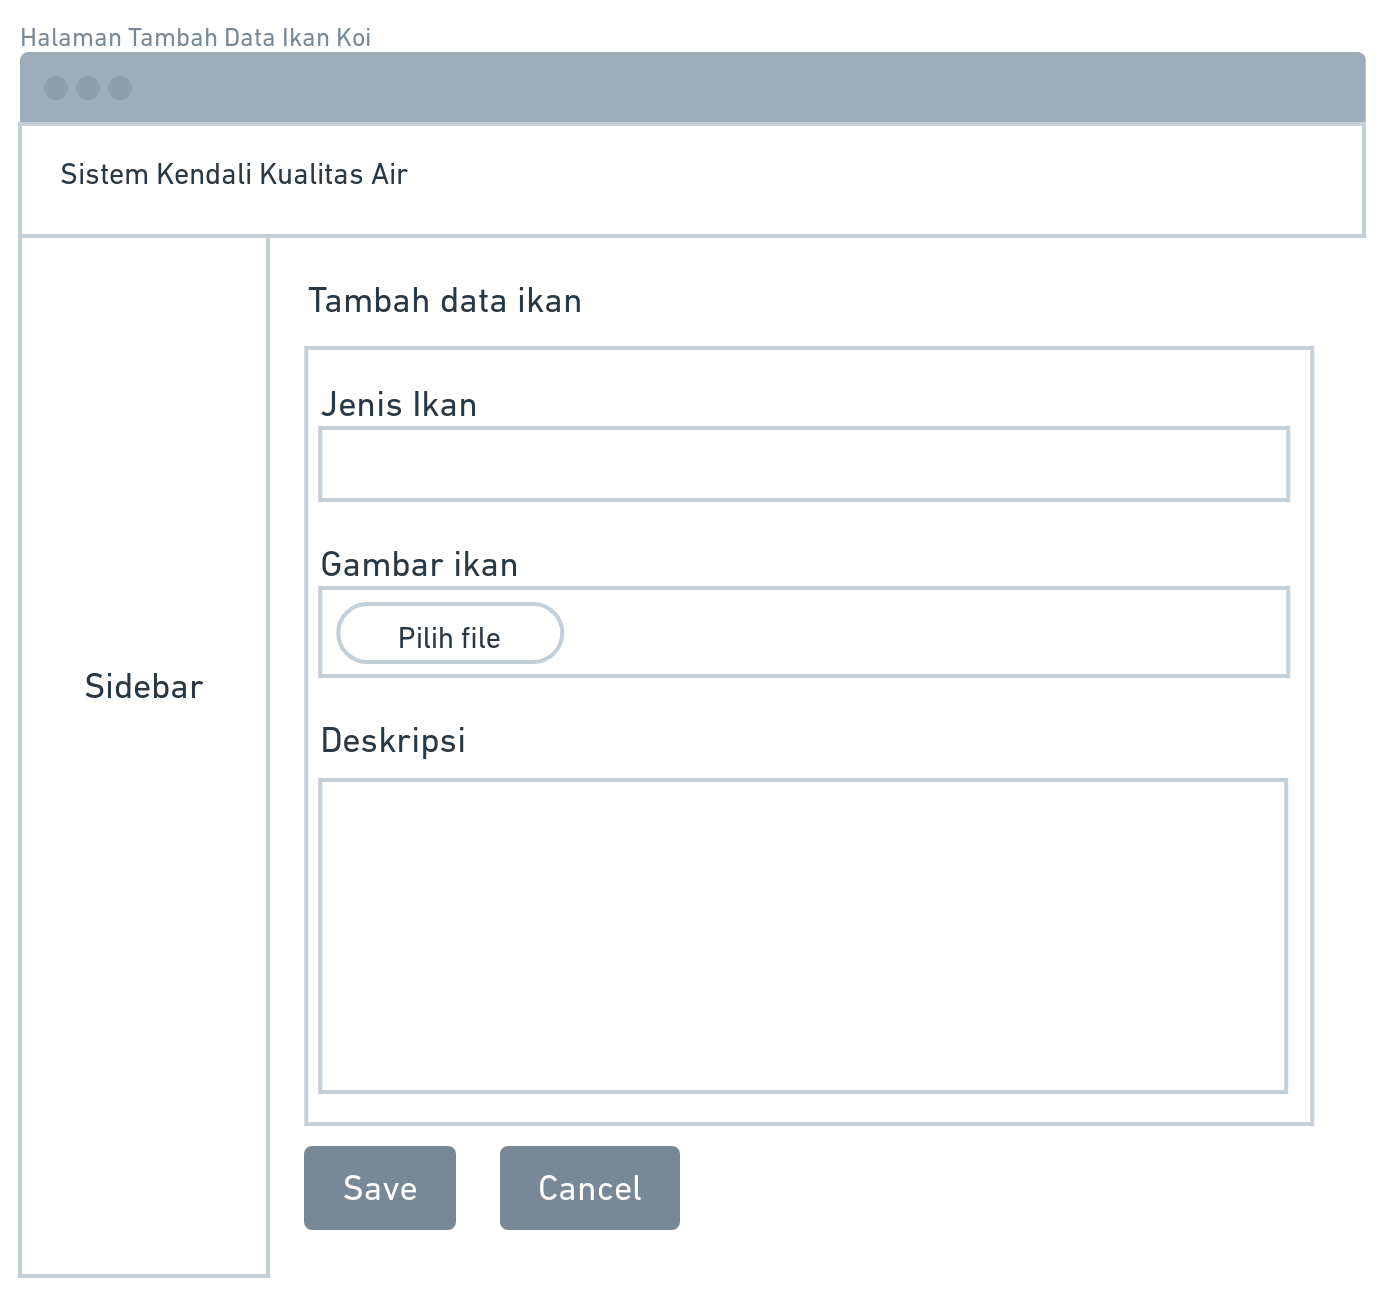 Halaman Tambah Data Ikan Koi
Sistem Kendali Kualitas Air
Sidebar
Tambah data ikan
Jenis Ikan
Gambar ikan
Pilih file
Deskripsi
Save
Cancel